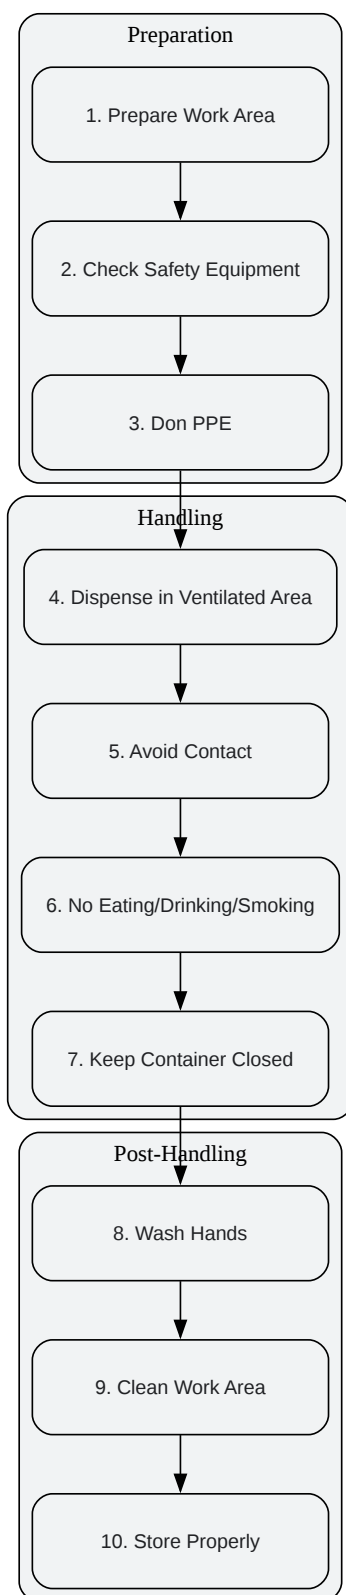 Preparation
1. Prepare Work Area
2. Check Safety Equipment
3. Don PPE
Handling
4. Dispense in Ventilated Area
5. Avoid Contact
6. No Eating/Drinking/Smoking
7. Keep Container Closed
Post-Handling
8. Wash Hands
9. Clean Work Area
10. Store Properly